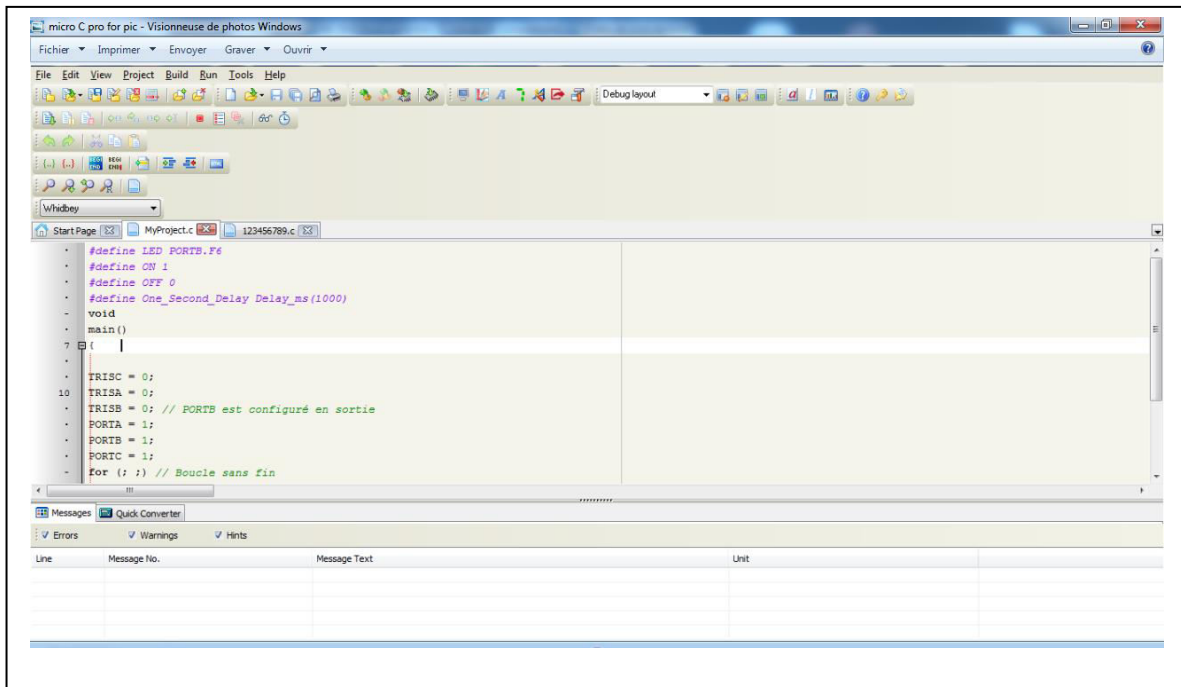 micro C pro for pic - Visionneuse de photos Windows
Fichier Imprimer Envoyer Graver Ouvrir
File Edit View Project Build Run Tools Help
Debug layout
Whidbey
Start Page MyProject.c 123456789.c
#define LED PORTB.F6
#define ON 1
#define OFF 0
#define One_Second_Delay Delay_ms(1000)
void
main()
7 {
TRISC = 0;
10 TRISA = 0;
TRISB = 0; // PORTB est configuré en sortie
PORTA = 1;
PORTB = 1;
PORTC = 1;
for (; ;) // Boucle sans fin
Messages Quick Converter
Errors Warnings Hints
Line Message No. Message Text Unit